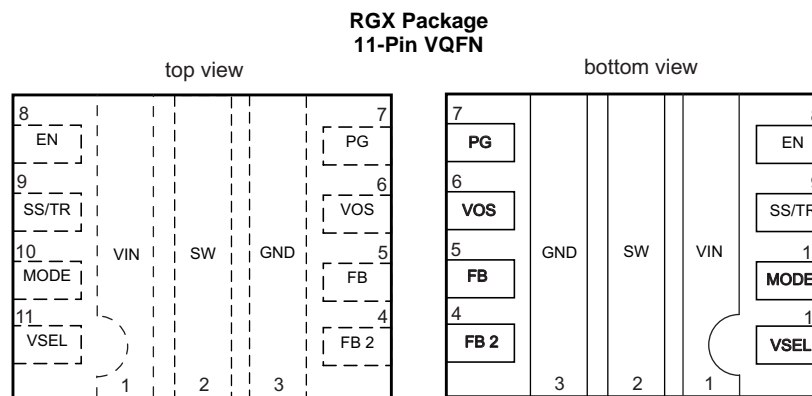 RGX Package
11-Pin VQFN
top view
8
EN
9
SS/TR
10
MODE
11
VSEL
VIN
SW
GND
1
2
3
7
PG
6
VOS
5
FB
4
FB 2
bottom view
7
PG
6
VOS
5
FB
4
FB 2
GND
SW
VIN
3
2
1
EN
SS/TR
MODE
VSEL